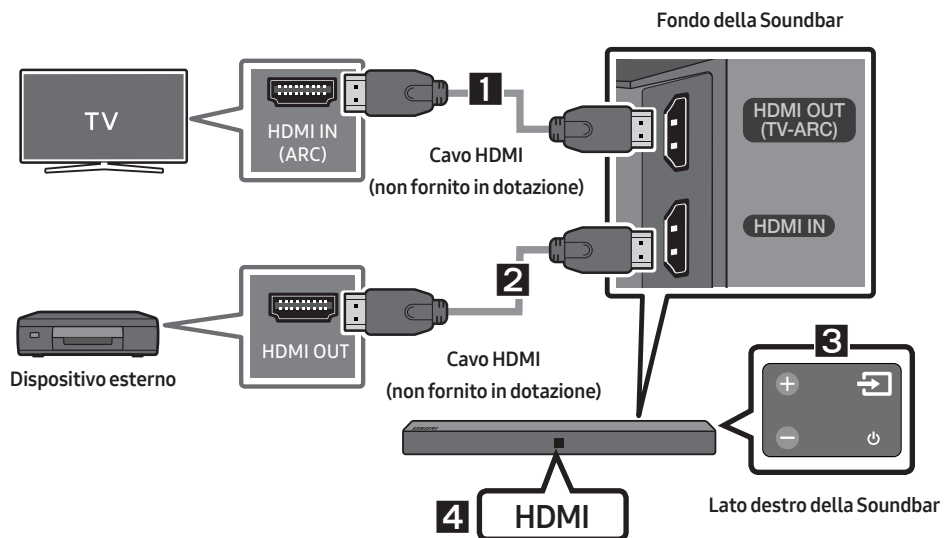 Fondo della Soundbar
TV
HDMI IN
(ARC)
1
HDMI OUT
(TV-ARC)
Cavo HDMI
(non fornito in dotazione)
HDMI IN
2
HDMI OUT
Dispositivo esterno
Cavo HDMI
(non fornito in dotazione)
3
SAMSUNG
4
HDMI
Lato destro della Soundbar